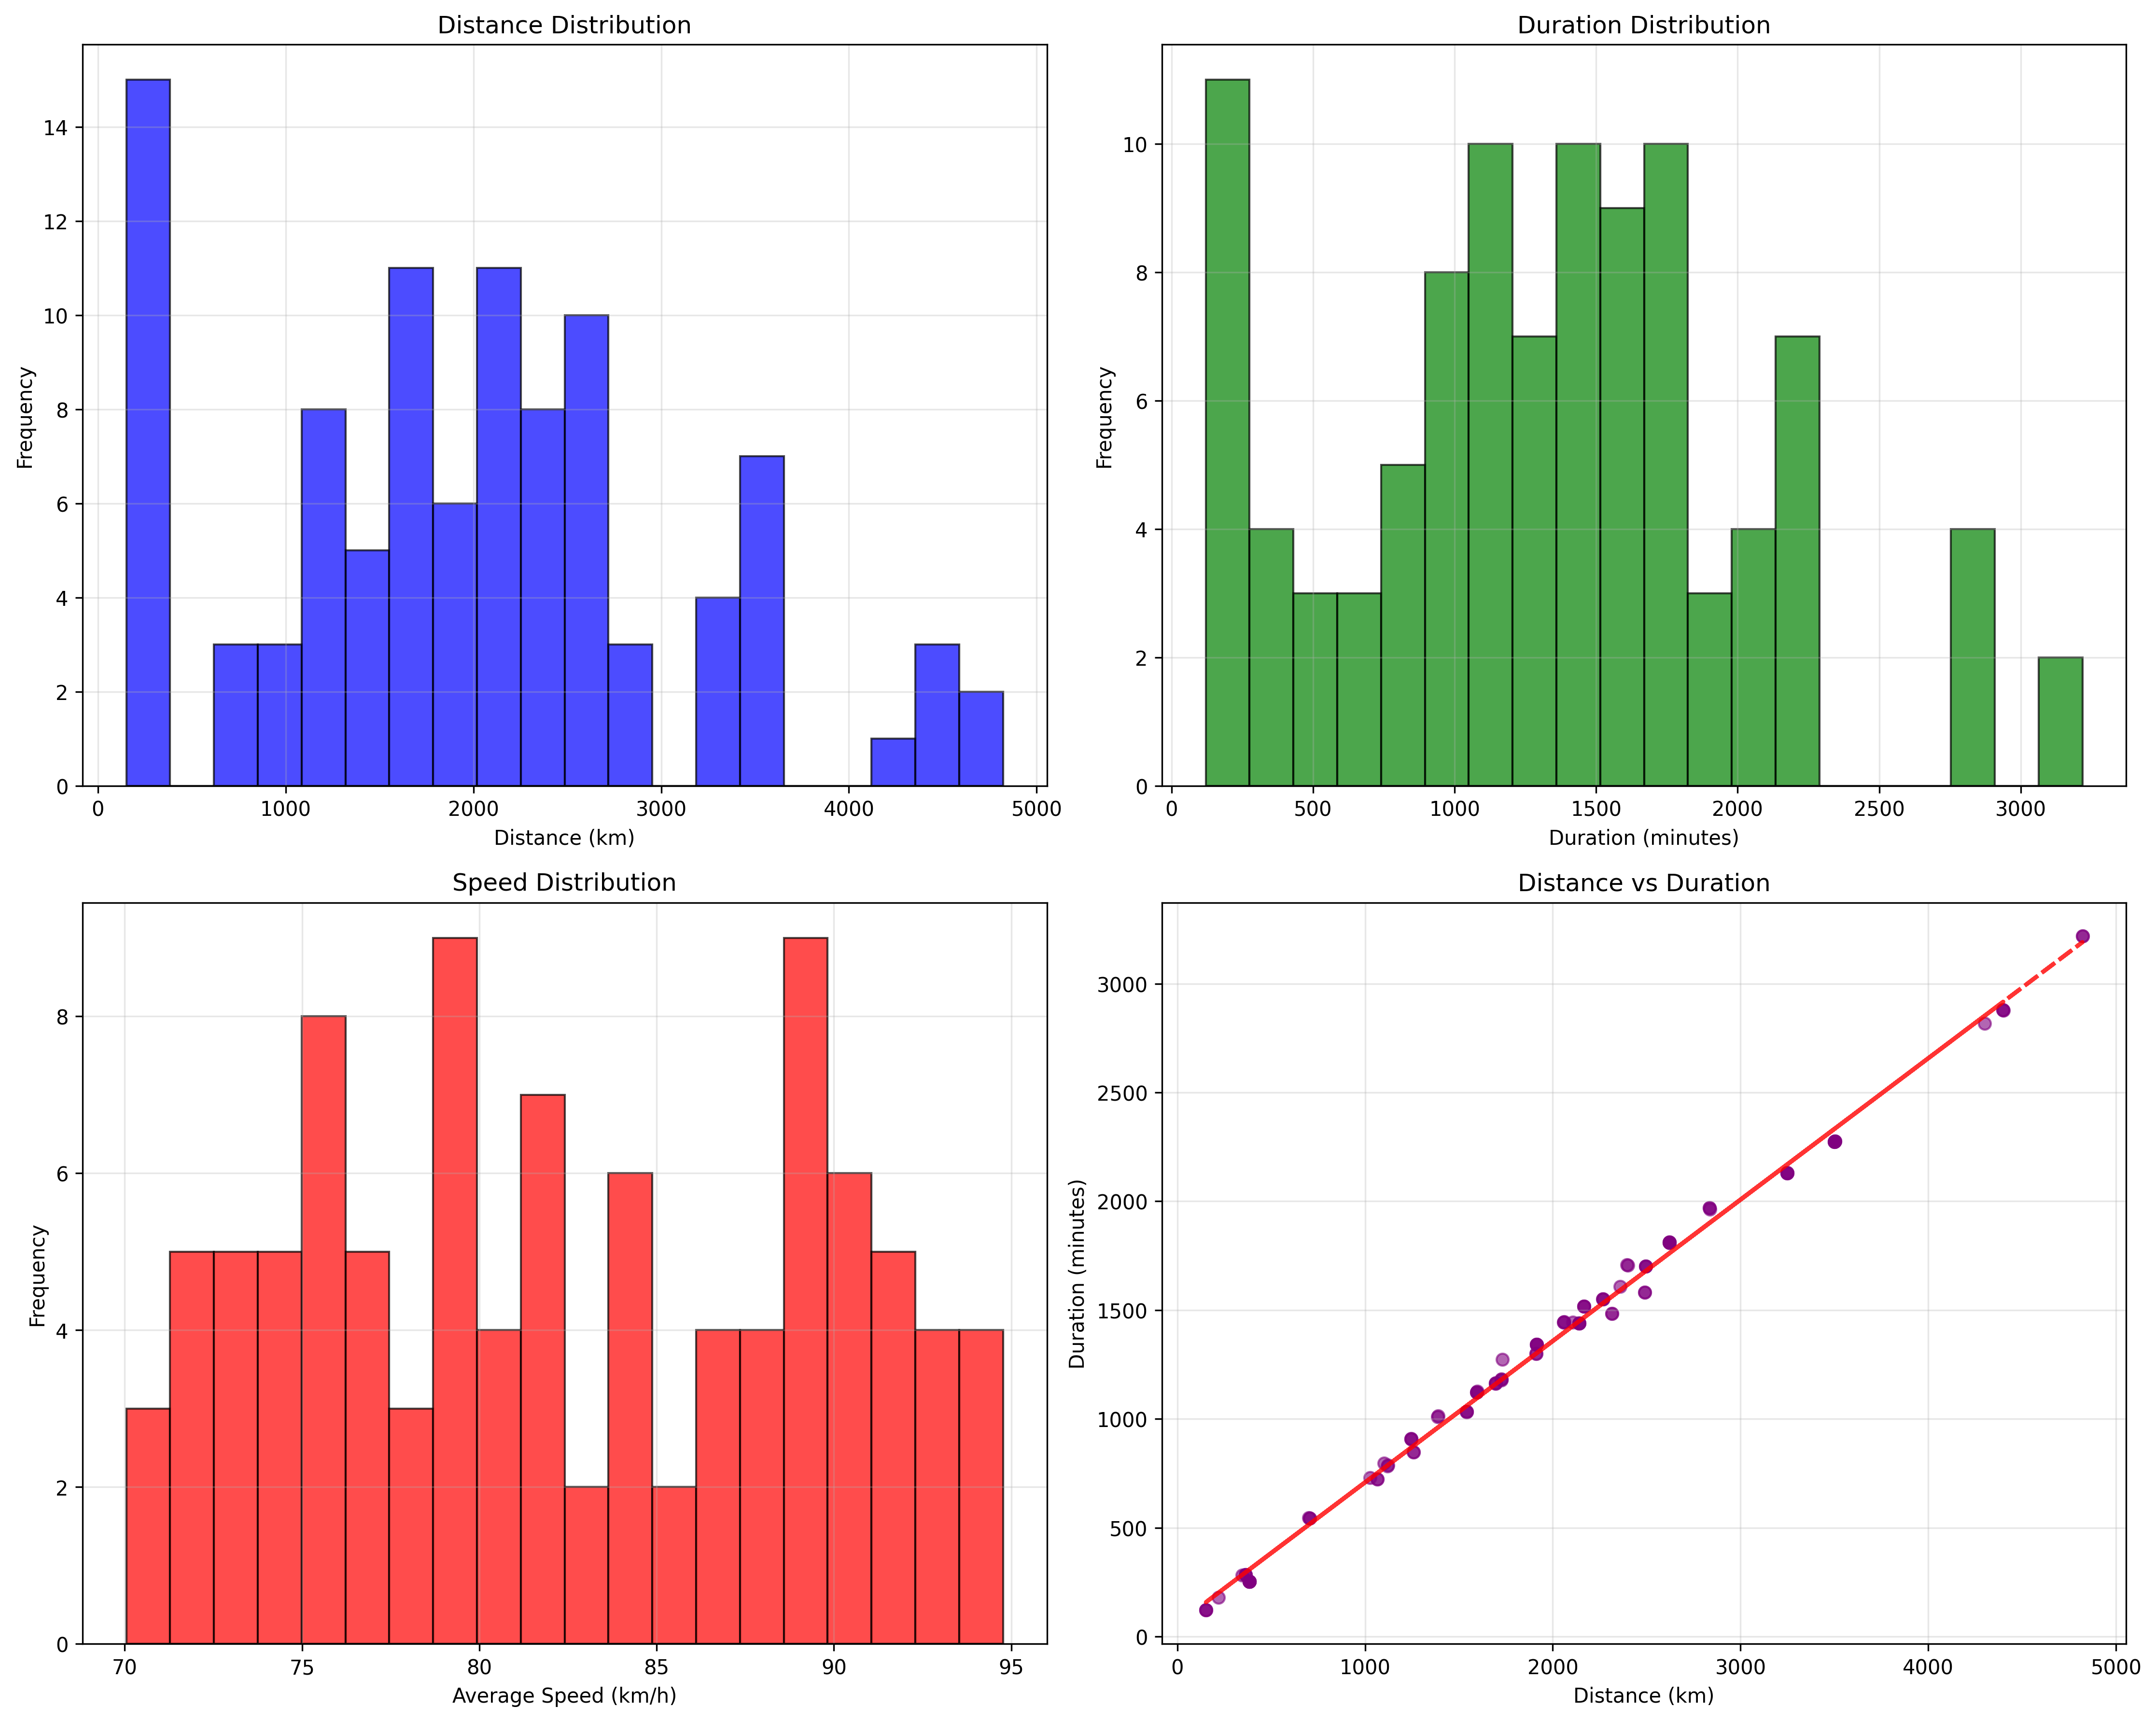 Distance Distribution
Frequency
14
12
10
8
6
4
2
0
0 1000 2000 3000 4000 5000
Distance (km)
Duration Distribution
Frequency
10
8
6
4
2
0
0 500 1000 1500 2000 2500 3000
Duration (minutes)
Speed Distribution
Frequency
8
6
4
2
0
70 75 80 85 90 95
Average Speed (km/h)
Distance vs Duration
Duration (minutes)
3000
2500
2000
1500
1000
500
0
0 1000 2000 3000 4000 5000
Distance (km)